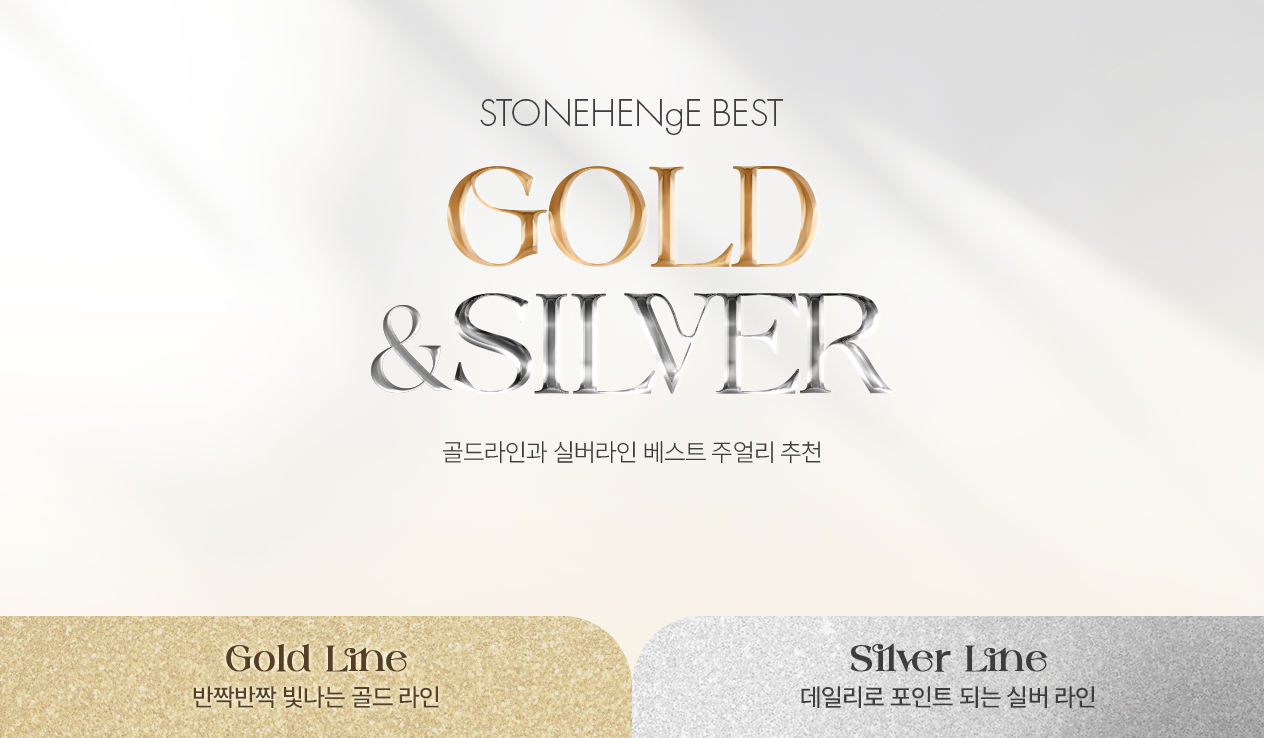 STONEHENgE BEST
GOLD
&SILVER
골드라인과 실버라인 베스트 주얼리 추천
Gold Line
반짝반짝 빛나는 골드 라인
Silver Line
데일리로 포인트 되는 실버 라인